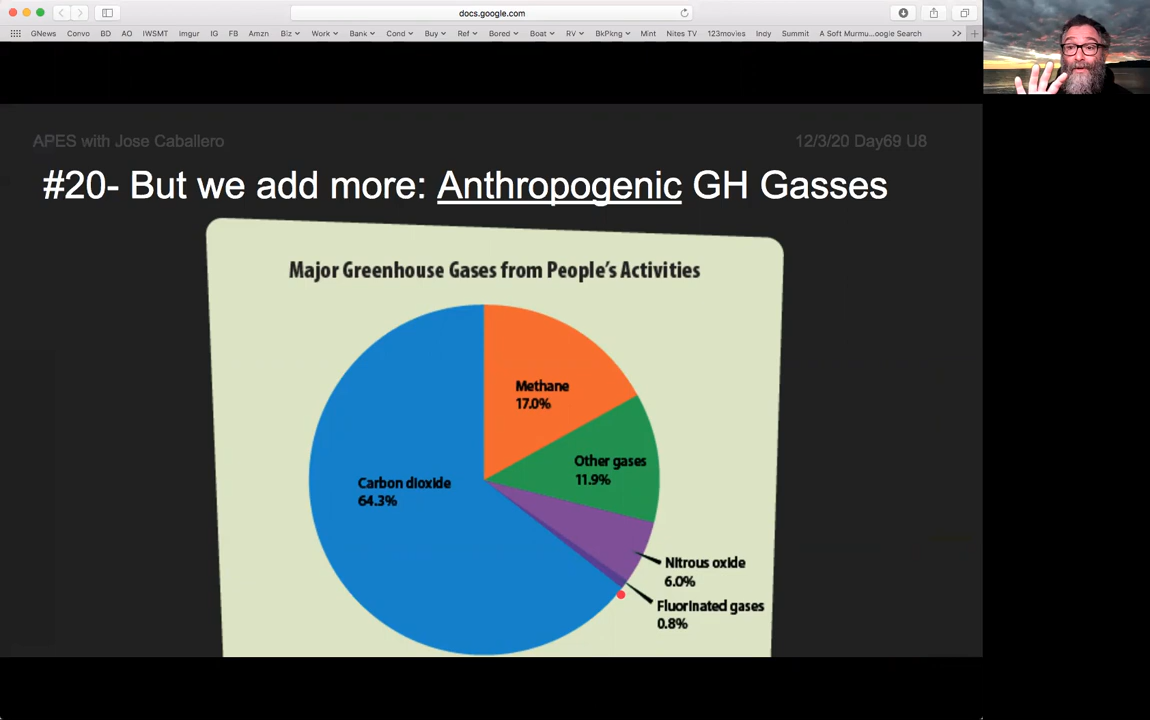 docs.google.com
GNews Convo BD AO IWSMT Imgur IG FB Amzn Biz Work Bank Cond Buy Ref Bored Boat RV BkPkng Mint Nites TV 123movies Indy Summit A Soft Murmu...oogle Search >> +
APES with Jose Caballero 12/3/20 Day69 U8
#20- But we add more: Anthropogenic GH Gasses
Major Greenhouse Gases from People's Activities
Methane
17.0%
Other gases
11.9%
Carbon dioxide
64.3%
Nitrous oxide
6.0%
Fluorinated gases
0.8%